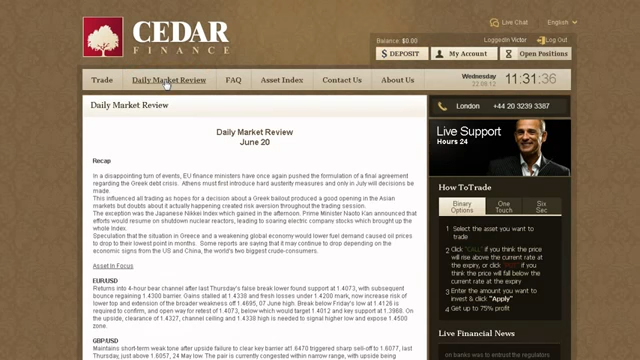 CEDAR
FINANCE
Live Chat
English
Balance: $0.00
Logged in Victor
Log Out
$ DEPOSIT
My Account
Open Positions
Trade
Daily Market Review
FAQ
Asset Index
Contact Us
About Us
Wednesday
22.08.12
11:31:36
Daily Market Review
Daily Market Review
June 20
Recap
In a disappointing turn of events, EU finance ministers have once again pushed the formulation of a final agreement
regarding the Greek debt crisis. Athens must first introduce hard austerity measures and only in July will decisions be
made.
This influenced all trading as hopes for a decision about a Greek bailout produced a good opening in the Asian
markets but doubts about it actually happening created risk aversion throughout the trading session.
The exception was the Japanese Nikkei Index which gained in the afternoon. Prime Minister Naoto Kian announced that
efforts would resume on shutdown nuclear reactors, leading to soaring electric company stocks which brought up the
whole Index.
Speculation that the situation in Greece and a weakening global economy would lower fuel demand caused oil prices
to drop to their lowest point in months. Some reports are saying that it may continue to drop depending on the
economic signs from the US and China, the world's two biggest crude-consumers.
Asset In Focus
EUR/USD
Returns into 4-hour channel after last Thursday's false break lower found support at 1.4073, with subsequent
bounce regaining 1.4300 barrier. Gains stalled at 1.4338 and fresh losses under 1.4200 mark, now increase risk of
lower top and extension of the broader weakness off 1.4695, 07 June high. Break below Friday's low at 1.4126 is
required to confirm, and open way for retest of 1.4073, below which would target 1.4012 key support at 1.3968. On
the upside, clearance of 1.4327, channel ceiling and 1.4338 high is needed to signal higher low and expose 1.4500
zone.
GBP/USD
Maintains short-term weak tone after upside failure to clear key barrier at1.6470 triggered sharp sell-off to 1.6077, last
Thursday, just above 1.6057, 24 May low. The pair is currently congested within narrow range, with upside being
London
+44 20 3239 3387
Live Support
Hours 24
How To Trade
Binary
Options
One
Touch
Six
Sec
1 Select the asset you want to
trade
2 Click "CALL" if you think the price
will rise above the current rate at
the expiry, or click "PUT" if you
think the price will fall below the
current rate at expiry
3 Enter the amount you want to
invest & click "Apply"
4 Get up to 75% profit
Live Financial News
on banks was to entrust the regulators